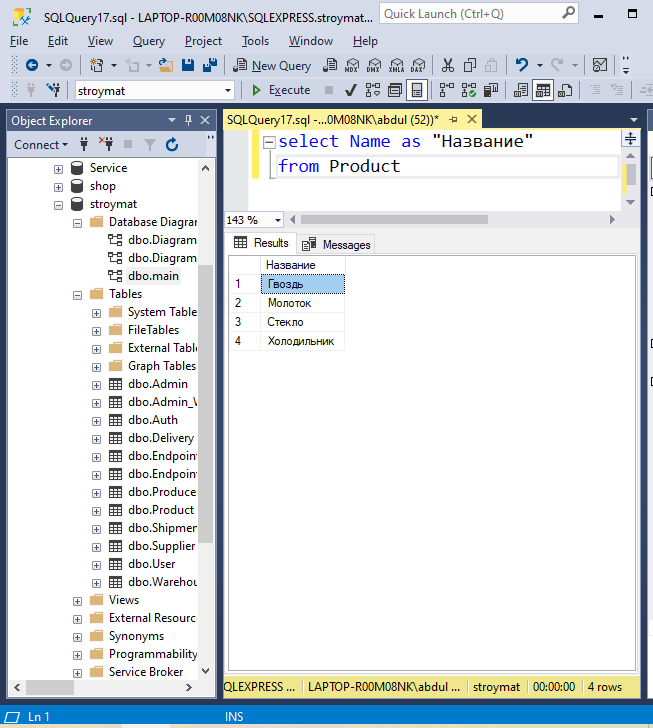 SQLQuery17.sql - LAPTOP-R00M08NK\SQLEXPRESS.stroymat...
Quick Launch (Ctrl+Q)
File Edit View Query Project Tools Window Help
New Query
MDX DMX XMLA DAX
stroymat
Execute
Object Explorer
SQLQuery17.sql -...0M08NK\abdul (52))*
Connect
Service
shop
stroymat
Database Diagrar
dbo.Diagram
dbo.Diagram
dbo.main
Tables
System Table
FileTables
External Tabl
Graph Tables
dbo.Admin
dbo.Admin_V
dbo.Auth
dbo.Delivery
dbo.Endpoin
dbo.Endpoin
dbo.Produce
dbo.Product
dbo.Shipmer
dbo.Supplier
dbo.User
dbo.Warehou
Views
External Resourc
Synonyms
Programmability
Service Broker
select Name as "Название"
from Product
143 %
Results Messages
Название
1 Гвоздь
2 Молоток
3 Стекло
4 Холодильник
QLEXPRESS ... LAPTOP-R00M08NK\abdul ... stroymat 00:00:00 4 rows
Ln 1 INS